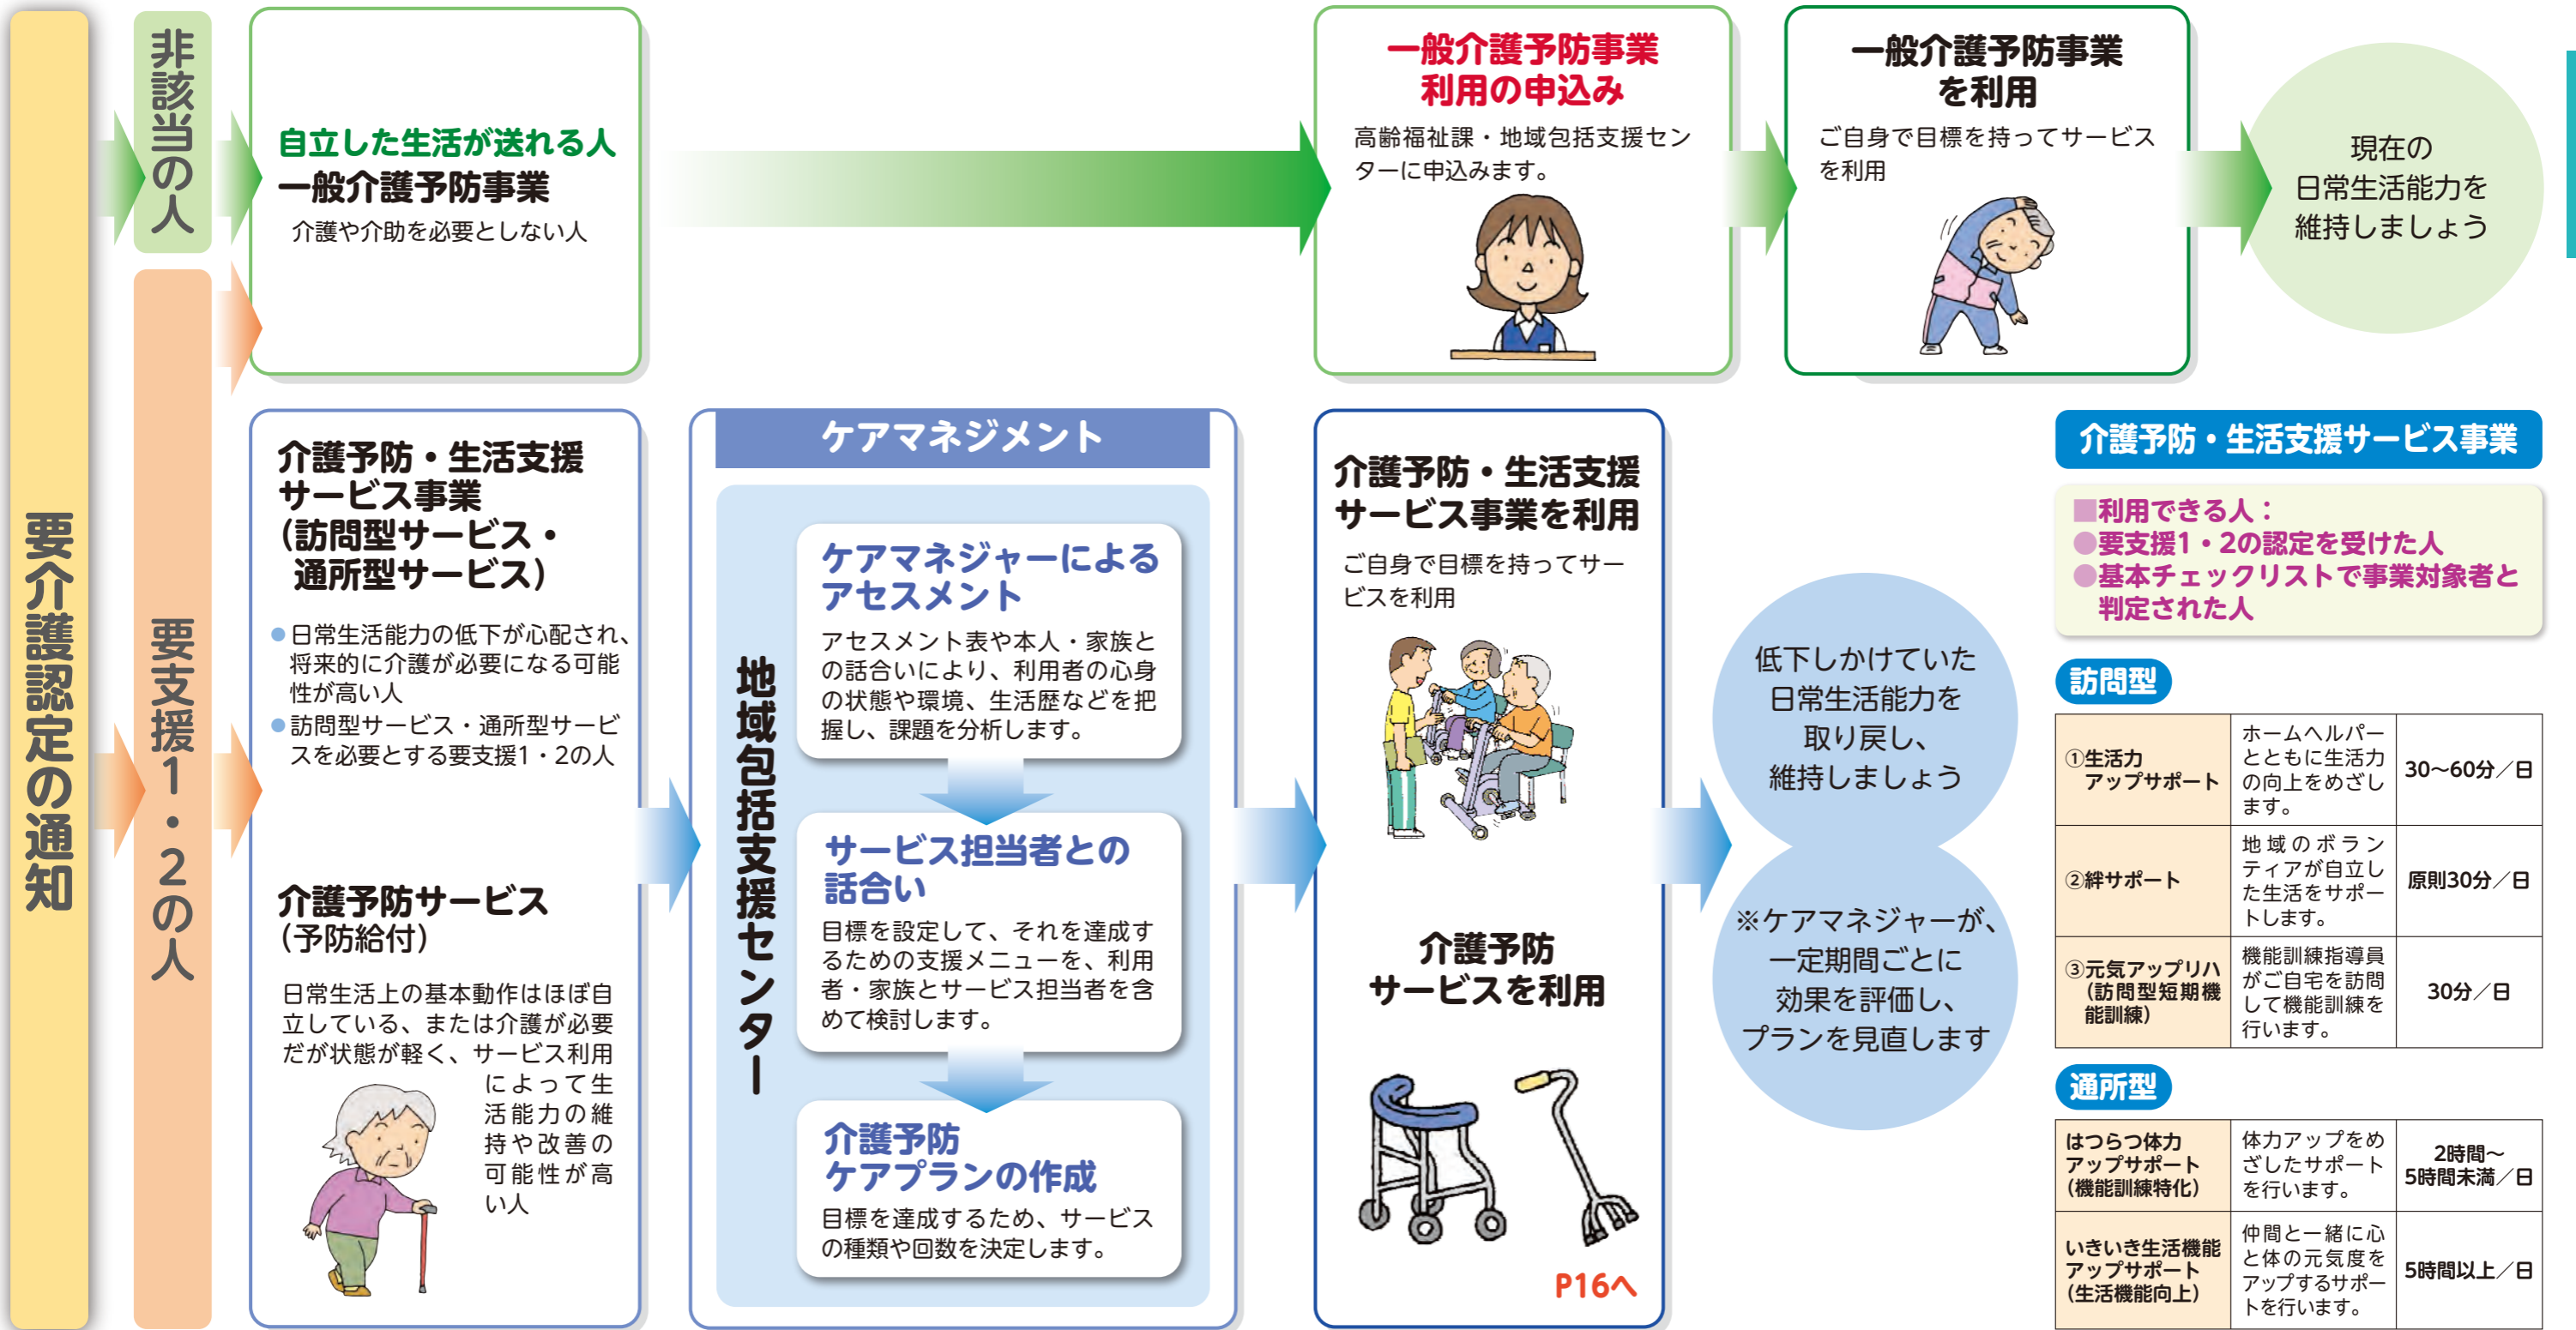 要介護認定の通知
非該当の人
自立した生活が送れる人
一般介護予防事業
介護や介助を必要としない人
一般介護予防事業
利用の申込み
高齢福祉課・地域包括支援セン
ターに申込みます。
一般介護予防事業
を利用
ご自身で目標を持ってサービス
を利用
現在の
日常生活能力を
維持しましょう
要支援1・2の人
介護予防・生活支援
サービス事業
(訪問型サービス・
通所型サービス)
●日常生活能力の低下が心配され、
将来的に介護が必要になる可能
性が高い人
●訪問型サービス・通所型サービ
スを必要とする要支援1・2の人
介護予防サービス
(予防給付)
日常生活上の基本動作はほぼ自
立している、または介護が必要
だが状態が軽く、サービス利用
によって生
活能力の維
持や改善の
可能性が高
い人
ケアマネジメント
地域包括支援センター
ケアマネジャーによる
アセスメント
アセスメント表や本人・家族と
の話合いにより、利用者の心身
の状態や環境、生活歴などを把
握し、課題を分析します。
サービス担当者との
話合い
目標を設定して、それを達成す
るための支援メニューを、利用
者・家族とサービス担当者を含
めて検討します。
介護予防
ケアプランの作成
目標を達成するため、サービス
の種類や回数を決定します。
介護予防・生活支援
サービス事業を利用
ご自身で目標を持ってサー
ビスを利用
介護予防
サービスを利用
P16へ
低下しかけていた
日常生活能力を
取り戻し、
維持しましょう
※ケアマネジャーが、
一定期間ごとに
効果を評価し、
プランを見直します
介護予防・生活支援サービス事業
■利用できる人：
●要支援1・2の認定を受けた人
●基本チェックリストで事業対象者と
判定された人
訪問型
①生活力
アップサポート
ホームヘルパー
とともに生活力
の向上をめざし
ます。
30～60分／日
②絆サポート
地域のボラン
ティアが自立し
た生活をサポー
トします。
原則30分／日
③元気アップリハ
(訪問型短期機
能訓練)
機能訓練指導員
がご自宅を訪問
して機能訓練を
行います。
30分／日
通所型
はつらつ体力
アップサポート
(機能訓練特化)
体力アップをめ
ざしたサポート
を行います。
2時間～
5時間未満／日
いきいき生活機能
アップサポート
(生活機能向上)
仲間と一緒に心
と体の元気度を
アップするサポー
トを行います。
5時間以上／日